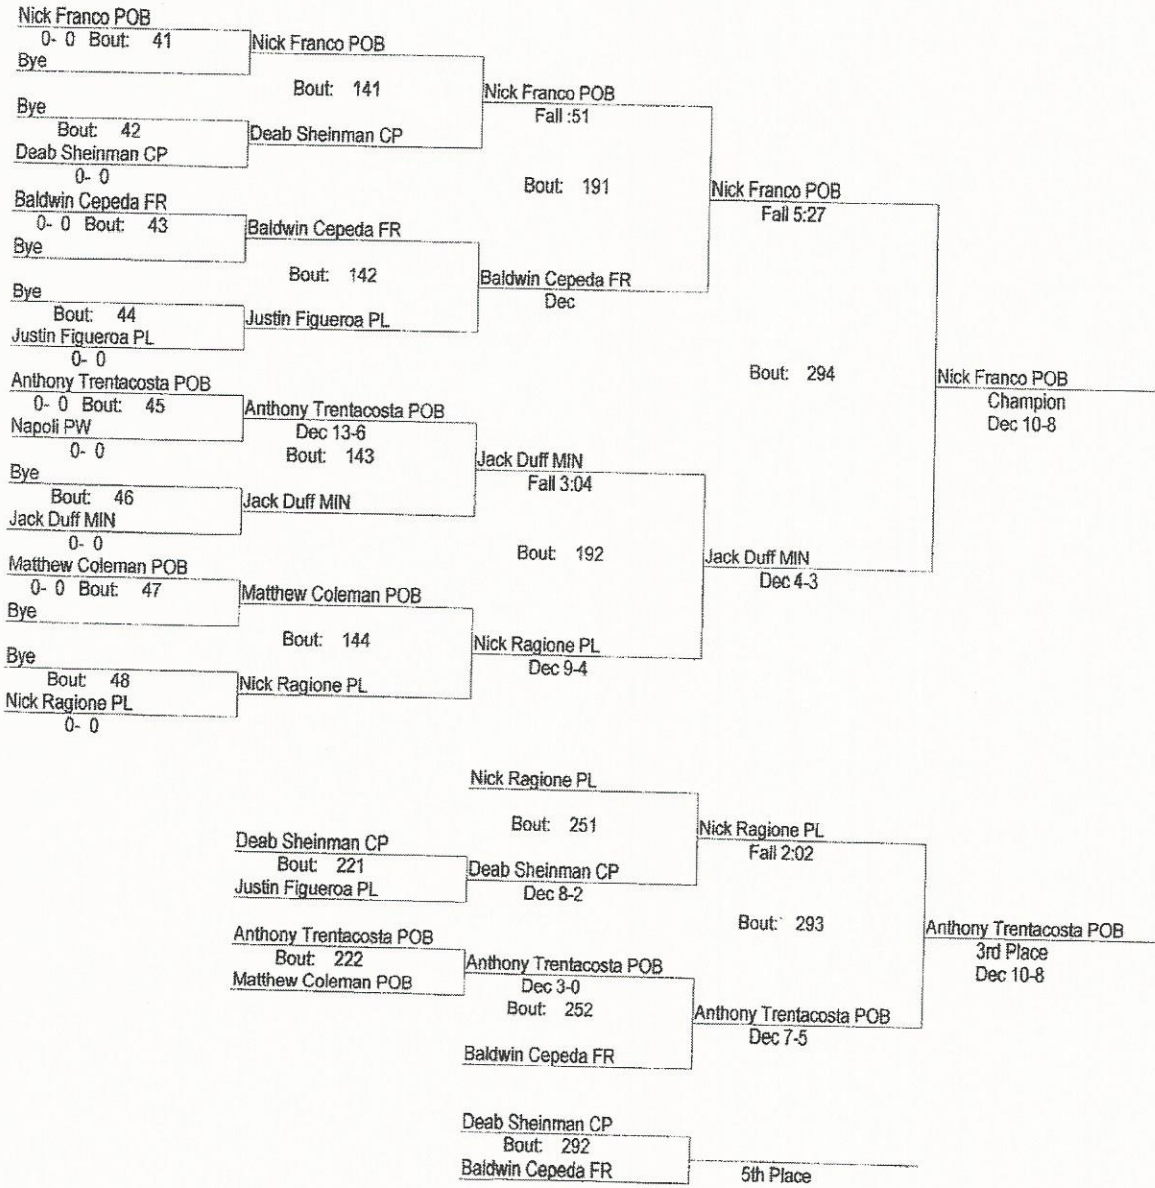 Nick Franco POB
0- 0 Bout: 41
Bye
Nick Franco POB
Bout: 141
Bye
Bout: 42
Deab Sheinman CP
0- 0
Deab Sheinman CP
Nick Franco POB
Fall :51
Bout: 191
Baldwin Cepeda FR
0- 0 Bout: 43
Bye
Baldwin Cepeda FR
Bout: 142
Bye
Bout: 44
Justin Figueroa PL
0- 0
Justin Figueroa PL
Baldwin Cepeda FR
Dec
Nick Franco POB
Fall 5:27
Bout: 294
Anthony Trentacosta POB
0- 0 Bout: 45
Napoli PW
0- 0
Anthony Trentacosta POB
Dec 13-6
Bout: 143
Bye
Bout: 46
Jack Duff MIN
0- 0
Jack Duff MIN
Jack Duff MIN
Fall 3:04
Bout: 192
Matthew Coleman POB
0- 0 Bout: 47
Bye
Matthew Coleman POB
Bout: 144
Bye
Bout: 48
Nick Ragione PL
0- 0
Nick Ragione PL
Nick Ragione PL
Dec 9-4
Jack Duff MIN
Dec 4-3
Nick Franco POB
Champion
Dec 10-8
Nick Ragione PL
Bout: 251
Deab Sheinman CP
Bout: 221
Justin Figueroa PL
Deab Sheinman CP
Dec 8-2
Nick Ragione PL
Fall 2:02
Bout: 293
Anthony Trentacosta POB
Bout: 222
Matthew Coleman POB
Anthony Trentacosta POB
Dec 3-0
Bout: 252
Baldwin Cepeda FR
Anthony Trentacosta POB
Dec 7-5
Anthony Trentacosta POB
3rd Place
Dec 10-8
Deab Sheinman CP
Bout: 292
Baldwin Cepeda FR
5th Place